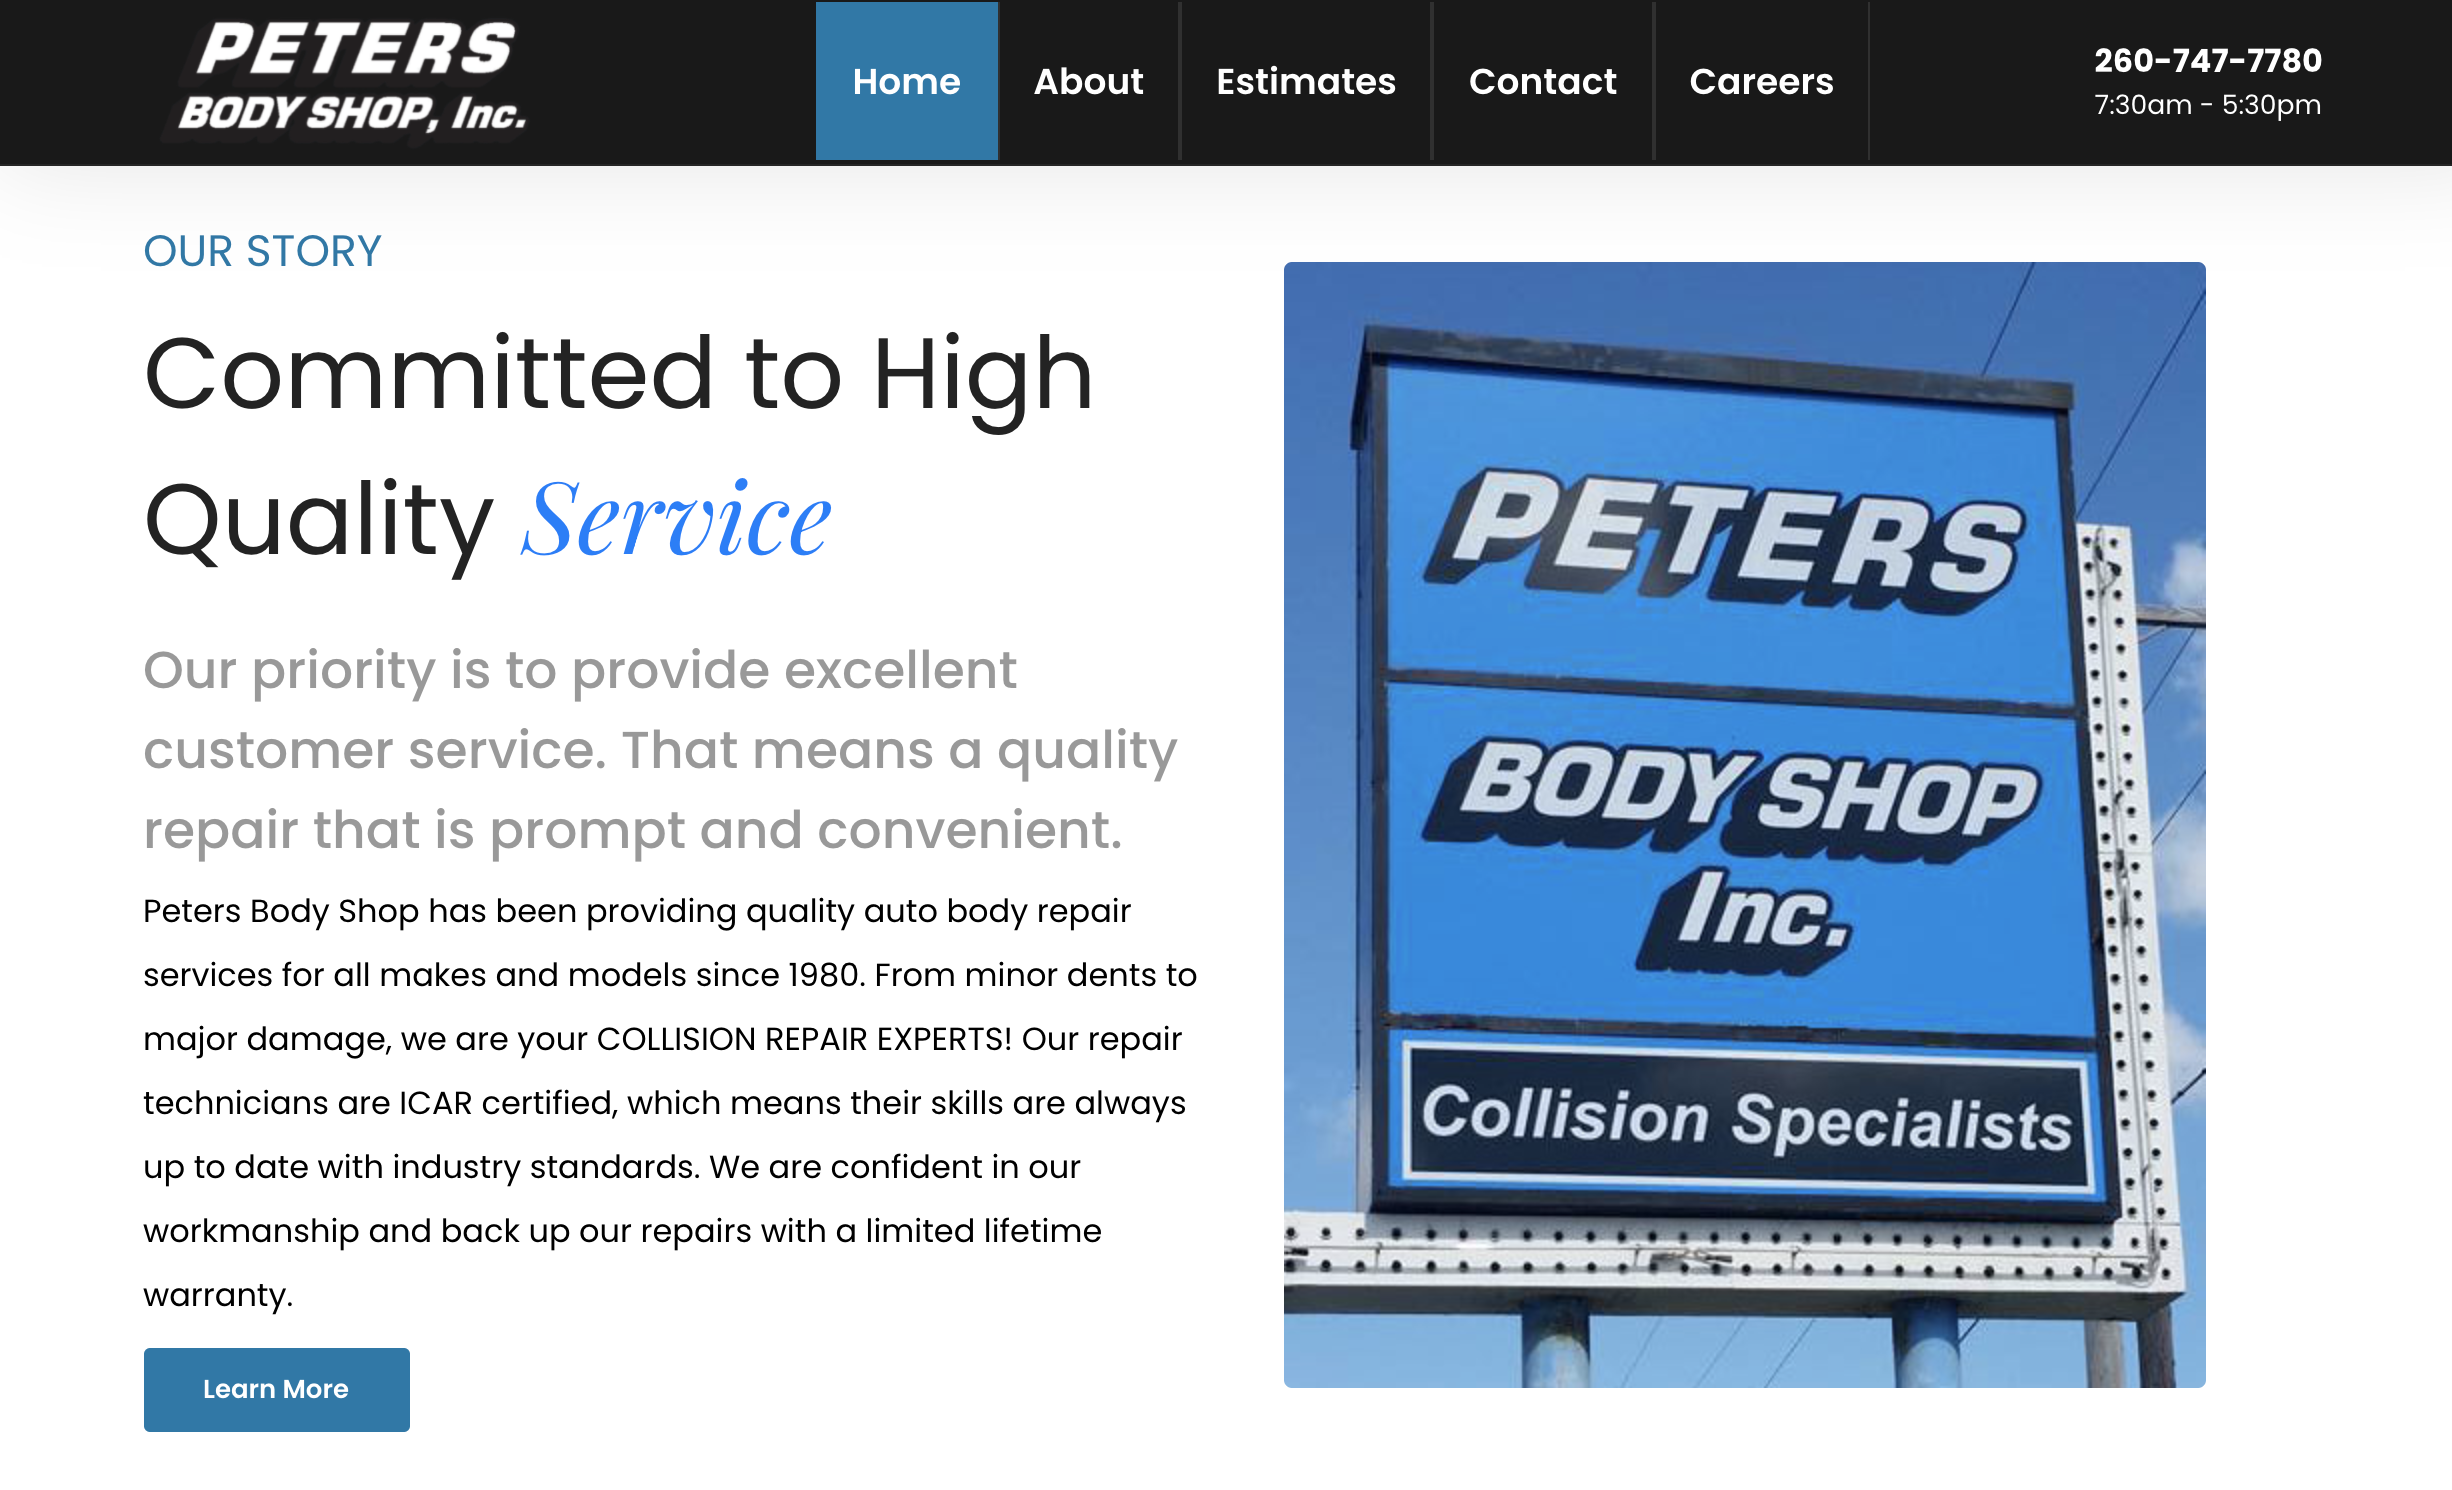 PETERS
BODY SHOP, Inc.
Home
About
Estimates
Contact
Careers
260-747-7780
7:30am - 5:30pm
OUR STORY
Committed to High
Quality Service
Our priority is to provide excellent
customer service. That means a quality
repair that is prompt and convenient.
Peters Body Shop has been providing quality auto body repair
services for all makes and models since 1980. From minor dents to
major damage, we are your COLLISION REPAIR EXPERTS! Our repair
technicians are ICAR certified, which means their skills are always
up to date with industry standards. We are confident in our
workmanship and back up our repairs with a limited lifetime
warranty.
Learn More
PETERS
BODY SHOP
Inc.
Collision Specialists